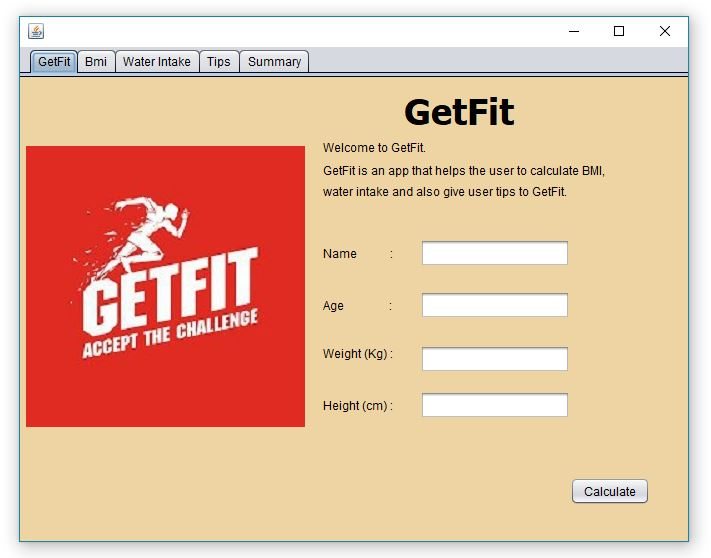 GetFit Bmi Water Intake Tips Summary
GetFit
Welcome to GetFit.
GetFit is an app that helps the user to calculate BMI,
water intake and also give user tips to GetFit.
GETFIT
ACCEPT THE CHALLENGE
Name :
Age :
Weight (Kg) :
Height (cm) :
Calculate